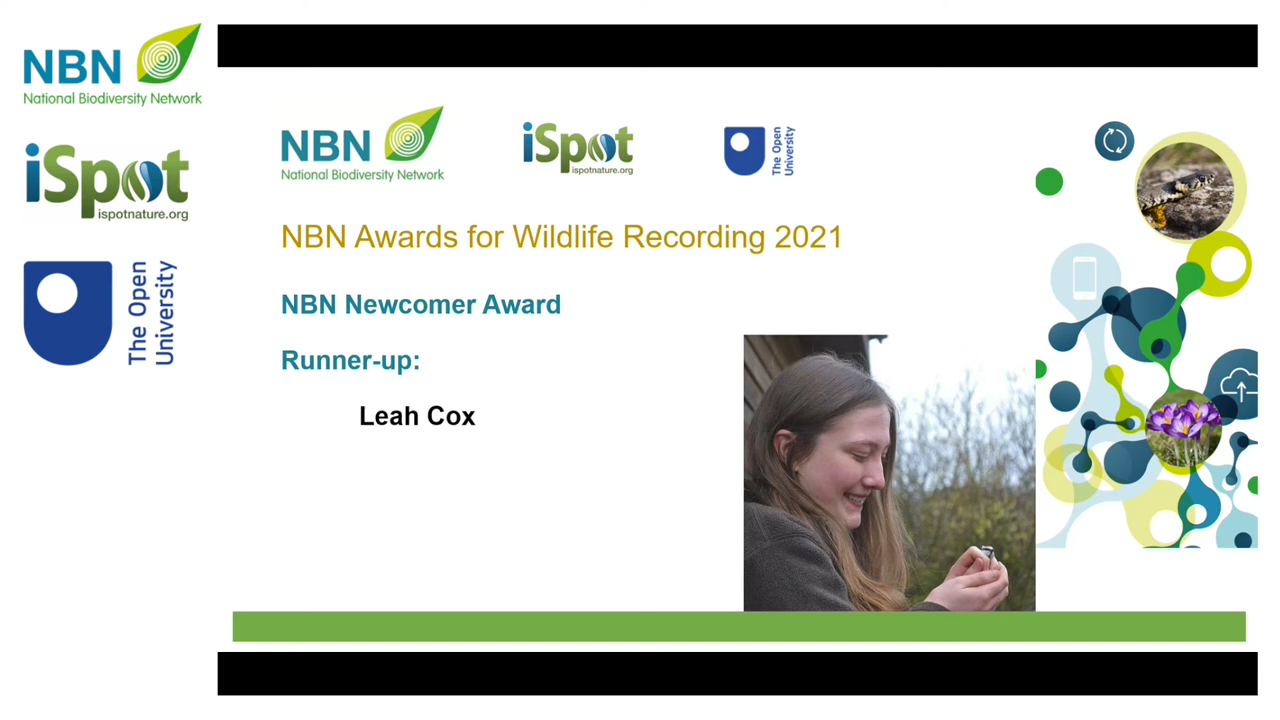 NBN
National Biodiversity Network
iSpot
ispotnature.org
The Open
University
NBN
National Biodiversity Network
iSpot
ispotnature.org
The Open
University
NBN Awards for Wildlife Recording 2021
NBN Newcomer Award
Runner-up:
Leah Cox